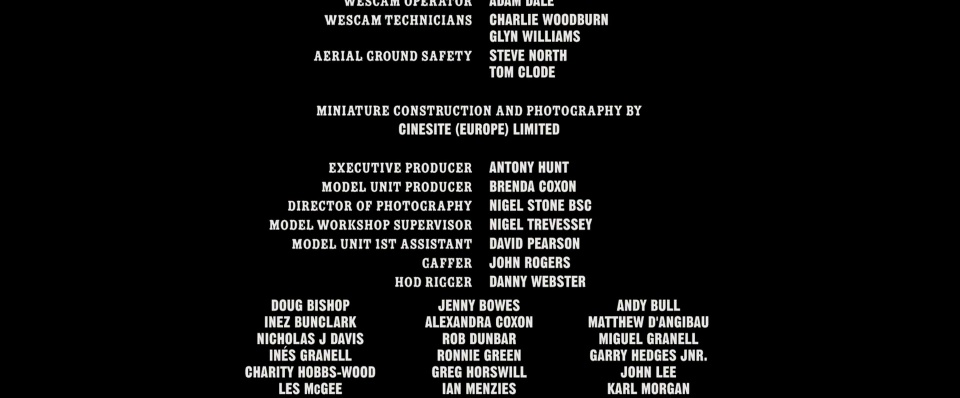 WESCAM OPERATOR ADAM DALE
WESCAM TECHNICIANS CHARLIE WOODBURN
GLYN WILLIAMS
AERIAL GROUND SAFETY STEVE NORTH
TOM CLODE
MINIATURE CONSTRUCTION AND PHOTOGRAPHY BY
CINESITE (EUROPE) LIMITED
EXECUTIVE PRODUCER ANTONY HUNT
MODEL UNIT PRODUCER BRENDA COXON
DIRECTOR OF PHOTOGRAPHY NIGEL STONE BSC
MODEL WORKSHOP SUPERVISOR NIGEL TREVESSEY
MODEL UNIT 1ST ASSISTANT DAVID PEARSON
GAFFER JOHN ROGERS
HOD RIGGER DANNY WEBSTER
DOUG BISHOP JENNY BOWES ANDY BULL
INEZ BUNCLARK ALEXANDRA COXON MATTHEW D'ANGIBAU
NICHOLAS J DAVIS ROB DUNBAR MIGUEL GRANELL
INÉS GRANELL RONNIE GREEN GARRY HEDGES JNR.
CHARITY HOBBS-WOOD GREG HORSWILL JOHN LEE
LES McGEE IAN MENZIES KARL MORGAN